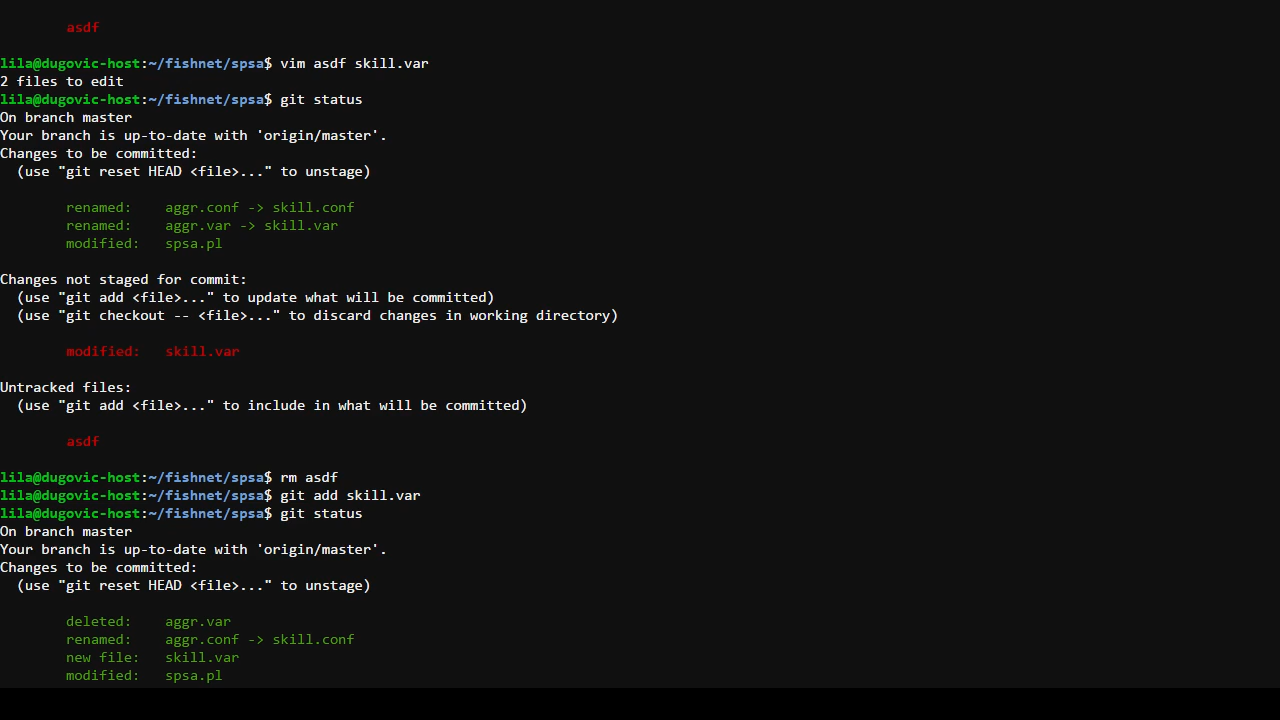 asdf
lila@dugovic-host:~/fishnet/spsa$ vim asdf skill.var
2 files to edit
lila@dugovic-host:~/fishnet/spsa$ git status
On branch master
Your branch is up-to-date with 'origin/master'.
Changes to be committed:
  (use "git reset HEAD <file>..." to unstage)
        renamed:    aggr.conf -> skill.conf
        renamed:    aggr.var -> skill.var
        modified:   spsa.pl
Changes not staged for commit:
  (use "git add <file>..." to update what will be committed)
  (use "git checkout -- <file>..." to discard changes in working directory)
        modified:   skill.var
Untracked files:
  (use "git add <file>..." to include in what will be committed)
        asdf
lila@dugovic-host:~/fishnet/spsa$ rm asdf
lila@dugovic-host:~/fishnet/spsa$ git add skill.var
lila@dugovic-host:~/fishnet/spsa$ git status
On branch master
Your branch is up-to-date with 'origin/master'.
Changes to be committed:
  (use "git reset HEAD <file>..." to unstage)
        deleted:    aggr.var
        renamed:    aggr.conf -> skill.conf
        new file:   skill.var
        modified:   spsa.pl